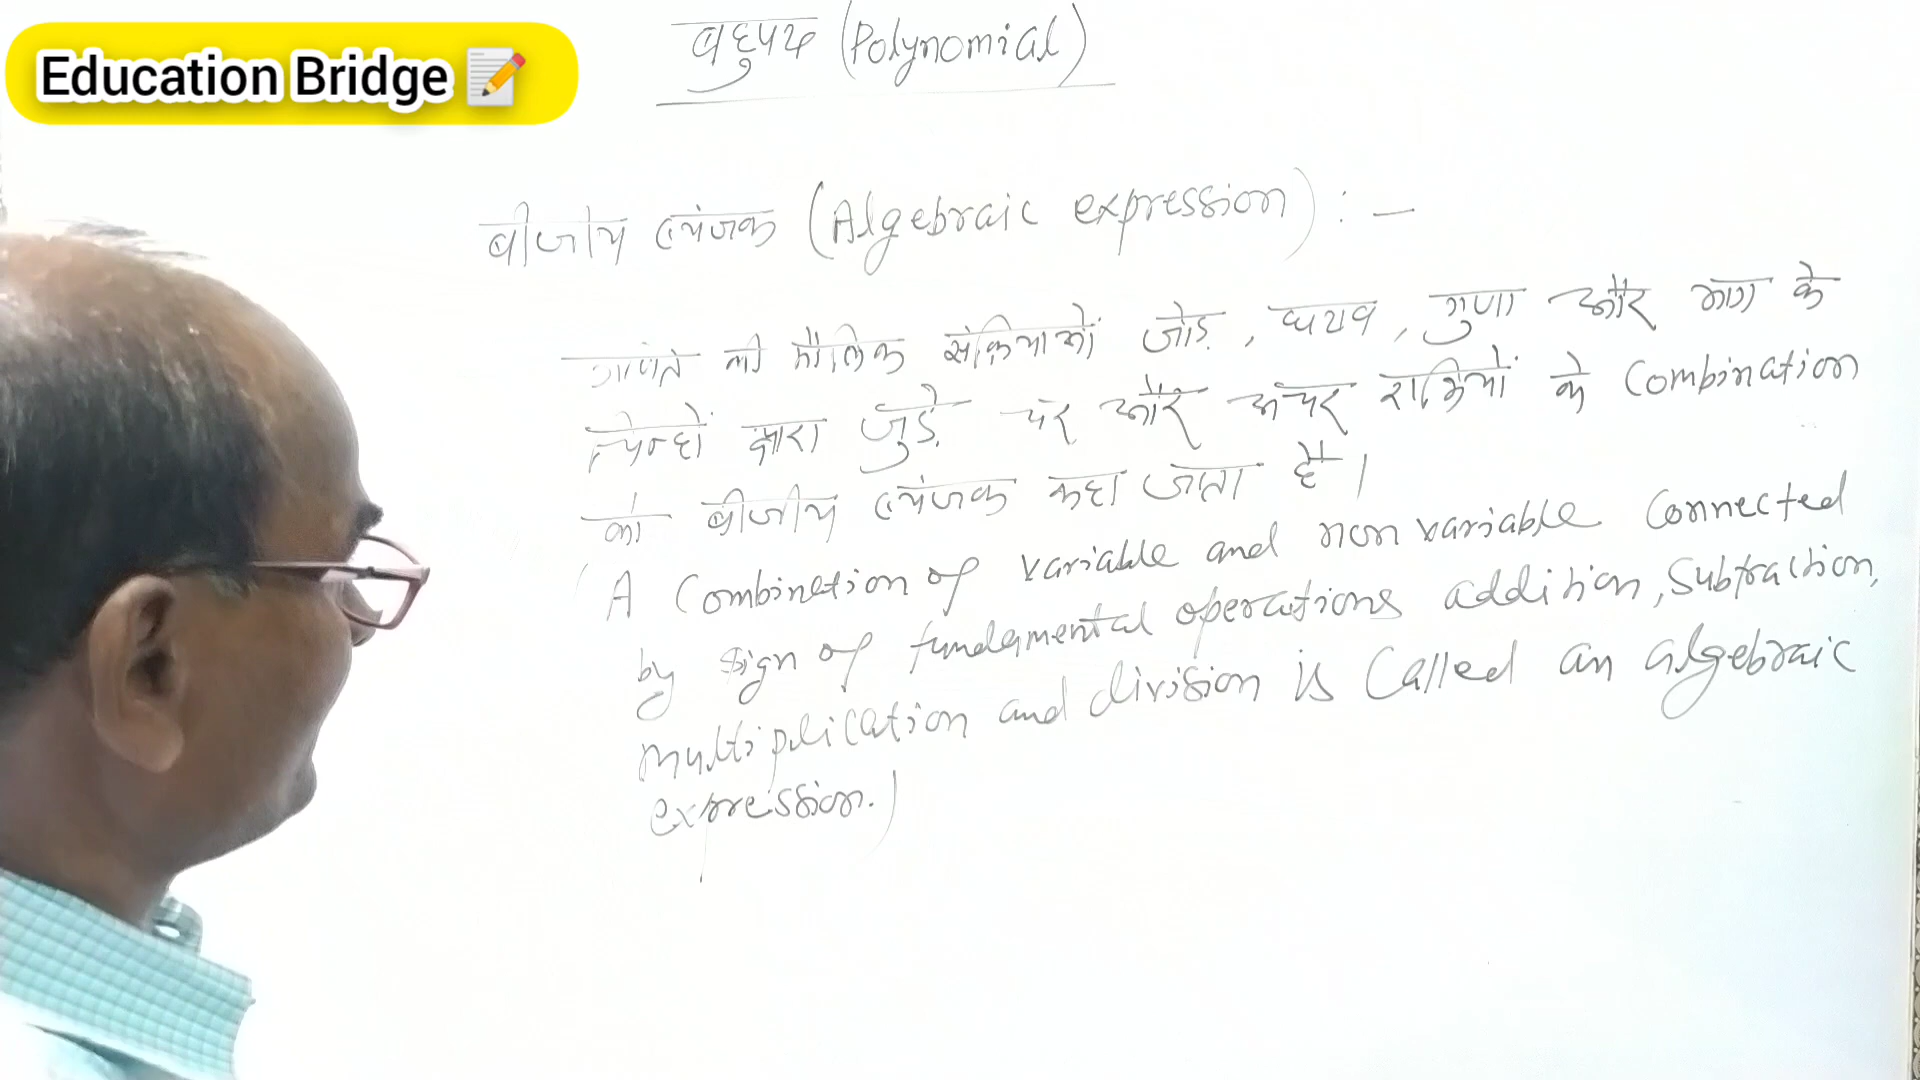 Education Bridge
बहुपद (Polynomial)
बीजीय व्यंजक (Algebraic expression) : –
गणित की मौलिक संक्रियाओं जोड़, घटाव, गुणा और भाग के
चिन्हों द्वारा जुड़े चर और अचर राशियों के Combination
को बीजीय व्यंजक कहा जाता है।
A Combination of variable and non variable Connected
by sign of fundamental operations addition, Subtraction,
multiplication and division is Called an algebraic
expression.)